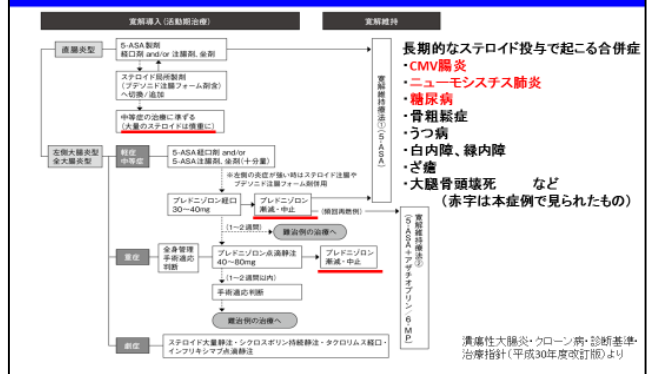 寛解導入(活動期治療)
寛解維持
直腸炎型
5-ASA製剤
経口剤 and/or 注腸剤、坐剤
ステロイド局所製剤
(ブデソニド注腸フォーム剤含)
へ切換/追加
中等症の治療に準ずる
(大量のステロイドは慎重に)
左側大腸炎型
全大腸炎型
軽症
中等症
5-ASA経口剤 and/or
5-ASA注腸剤、坐剤(十分量)
※左側の炎症が強い時はステロイド注腸や
ブデソニド注腸フォーム剤併用
プレドニゾロン経口
30〜40mg
プレドニゾロン
漸減・中止
(頻回再燃例)
(1〜2週間)
難治例の治療へ
重症
全身管理
手術適応
判断
プレドニゾロン点滴静注
40〜80mg
プレドニゾロン
漸減・中止
(1〜2週間以内)
手術適応判断
難治例の治療へ
劇症
ステロイド大量静注・シクロスポリン持続静注・タクロリムス経口・
インフリキシマブ点滴静注
寛解維持療法①(5-ASA)
寛解維持療法②
(5-ASA+アザチオプリン/6-MP)
長期的なステロイド投与で起こる合併症
・CMV腸炎
・ニューモシスチス肺炎
・糖尿病
・骨粗鬆症
・うつ病
・白内障、緑内障
・ざ瘡
・大腿骨頭壊死 など
(赤字は本症例で見られたもの)
潰瘍性大腸炎・クローン病・診断基準・
治療指針(平成30年度改訂版)より